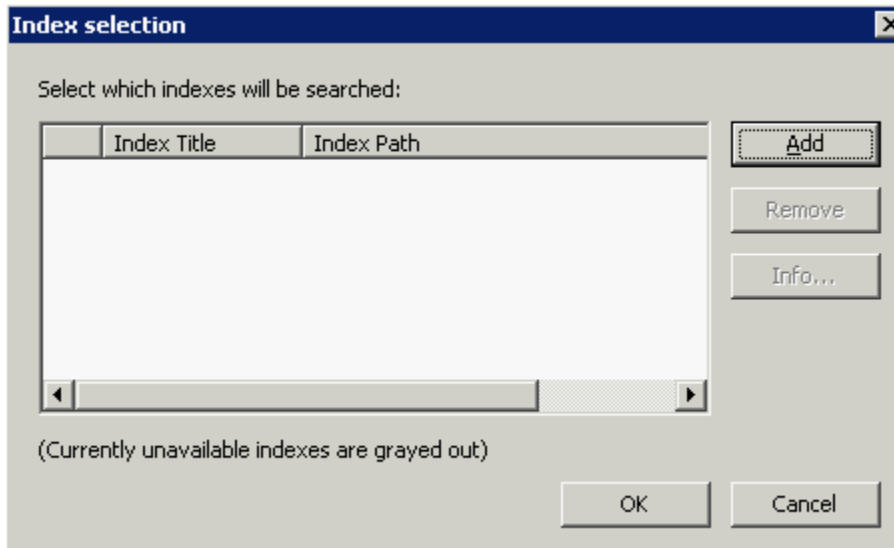 Index selection
Select which indexes will be searched:
Index Title Index Path
Add
Remove
Info...
(Currently unavailable indexes are grayed out)
OK Cancel